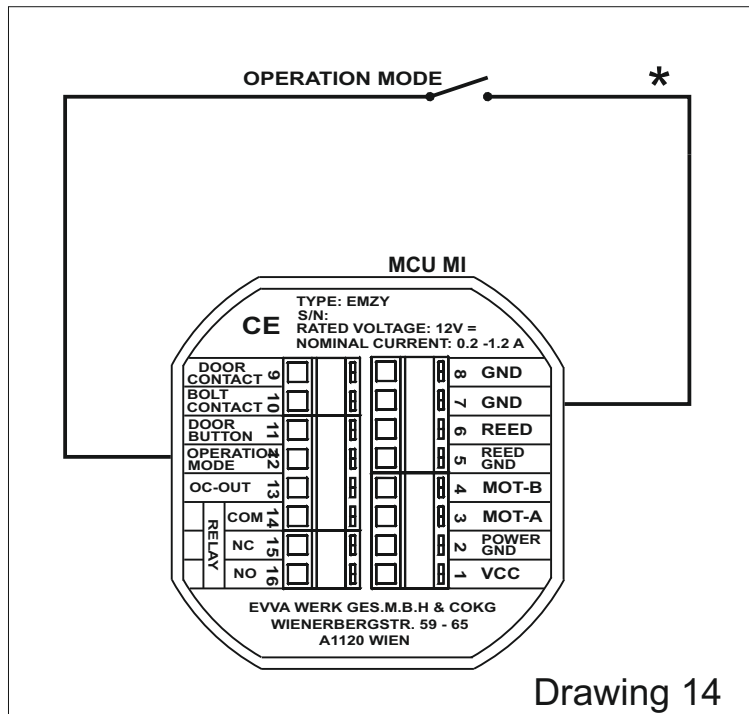 OPERATION MODE
*
MCU MI
CE
TYPE: EMZY
S/N:
RATED VOLTAGE: 12V =
NOMINAL CURRENT: 0.2 -1.2 A
DOOR
CONTACT 9
BOLT
CONTACT 10
DOOR
BUTTON 11
OPERATION
MODE 12
OC-OUT 13
RELAY
COM 14
NC 15
NO 16
8 GND
7 GND
6 REED
5 REED
GND
4 MOT-B
3 MOT-A
2 POWER
GND
1 VCC
EVVA WERK GES.M.B.H & COKG
WIENERBERGSTR. 59 - 65
A1120 WIEN
Drawing 14